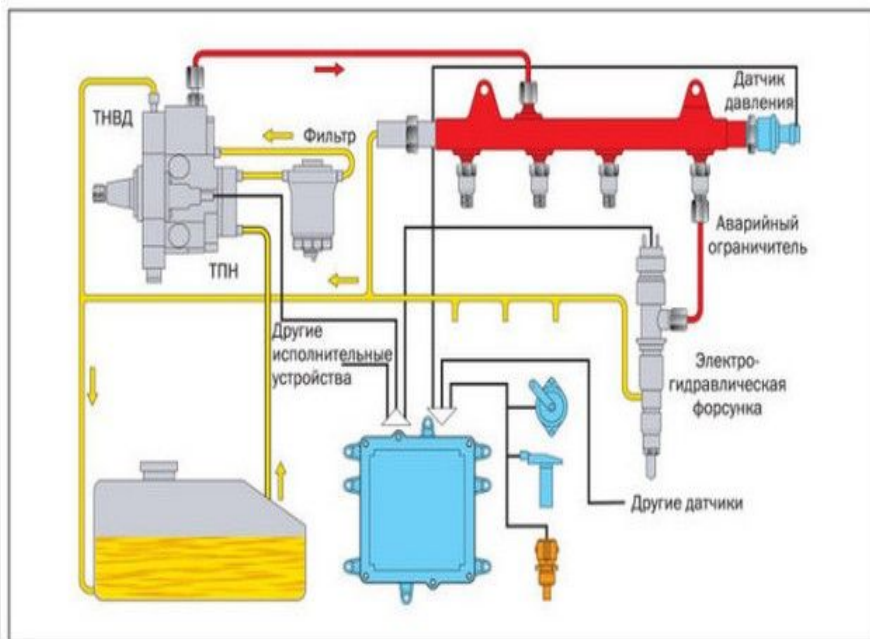 Датчик
давления
ТНВД
Фильтр
Аварийный
ограничитель
ТПН
Другие
исполнительные
устройства
Электро-
гидравлическая
форсунка
Другие датчики